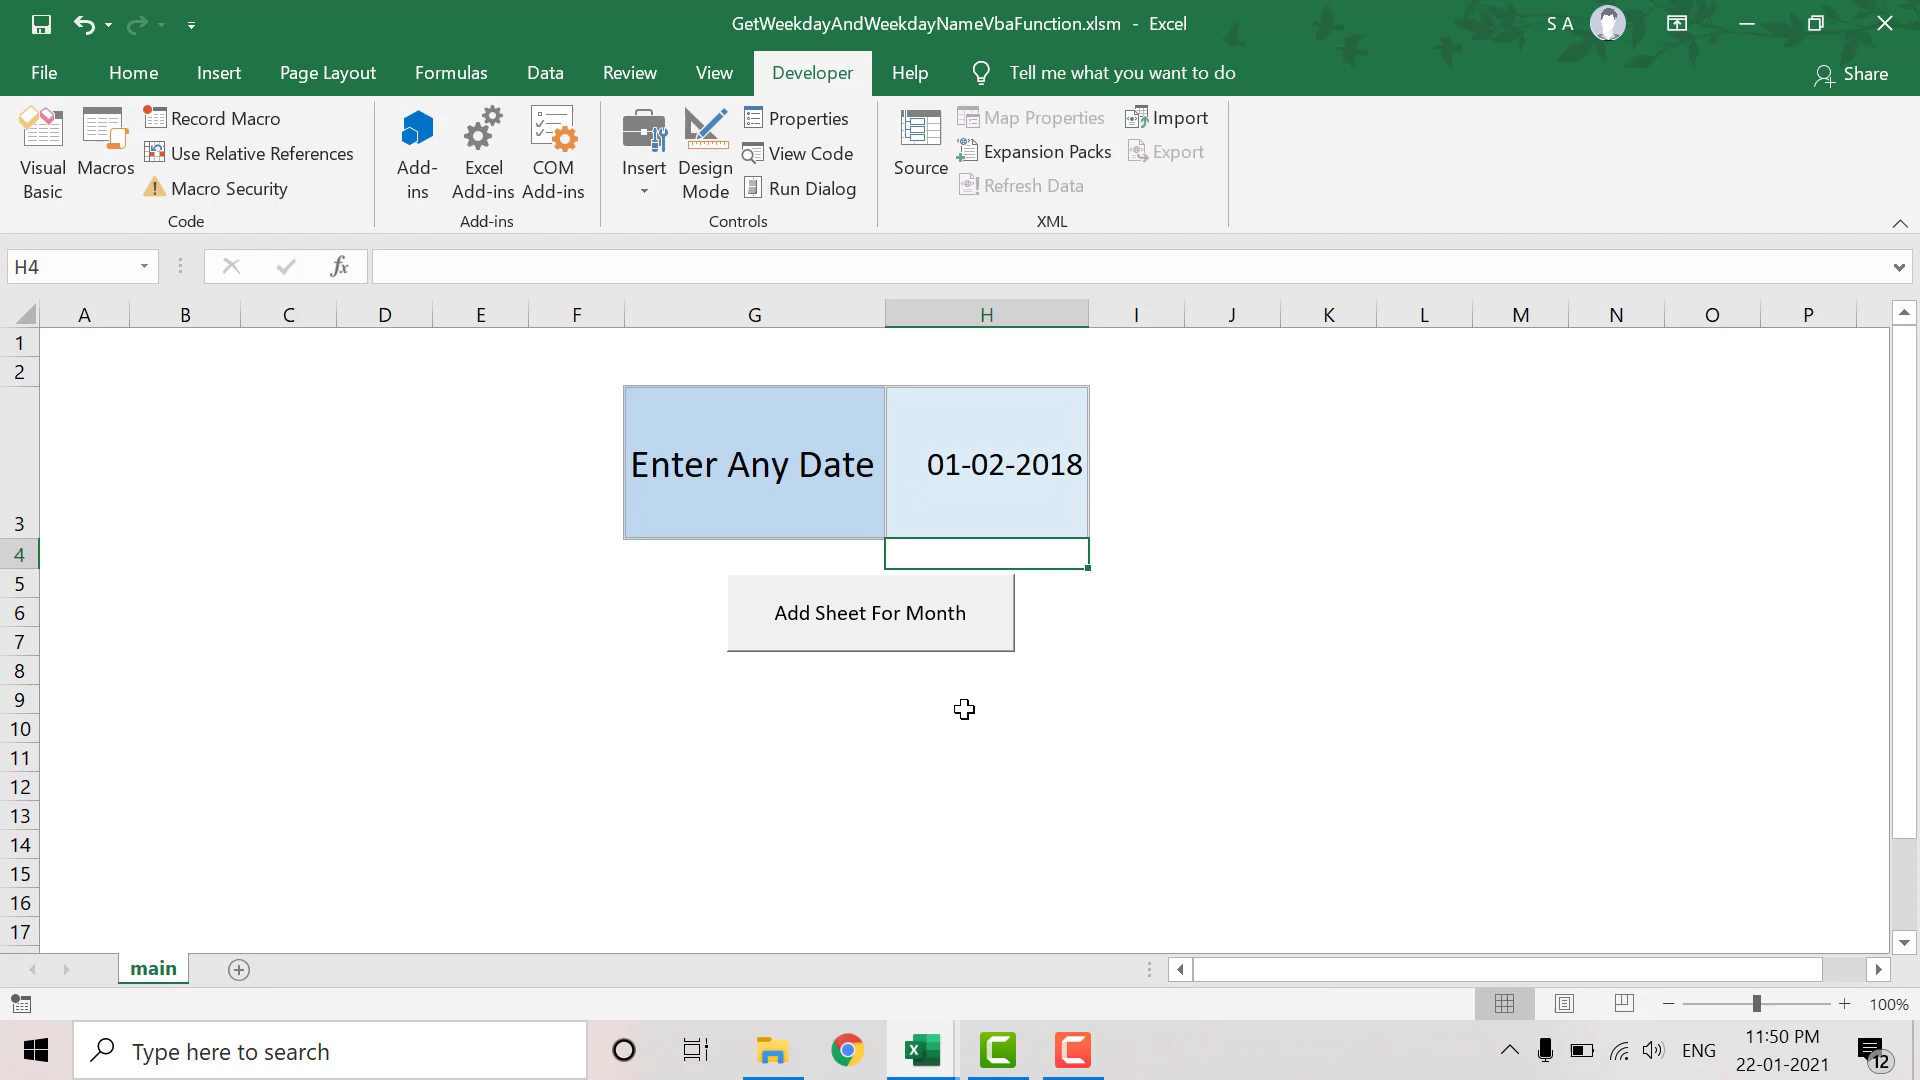 GetWeekdayAndWeekdayNameVbaFunction.xlsm - Excel
S A
File Home Insert Page Layout Formulas Data Review View Developer Help Tell me what you want to do Share
Visual Basic
Macros
Record Macro
Use Relative References
Macro Security
Code
Add-ins
Excel Add-ins
COM Add-ins
Add-ins
Insert
Design Mode
Properties
View Code
Run Dialog
Controls
Source
Map Properties
Expansion Packs
Refresh Data
Import
Export
XML
H4
fx
A B C D E F G H I J K L M N O P
1
2
3
Enter Any Date 01-02-2018
4
5
6
Add Sheet For Month
7
8
9
10
11
12
13
14
15
16
17
main
100%
Type here to search
ENG
11:50 PM
22-01-2021
12